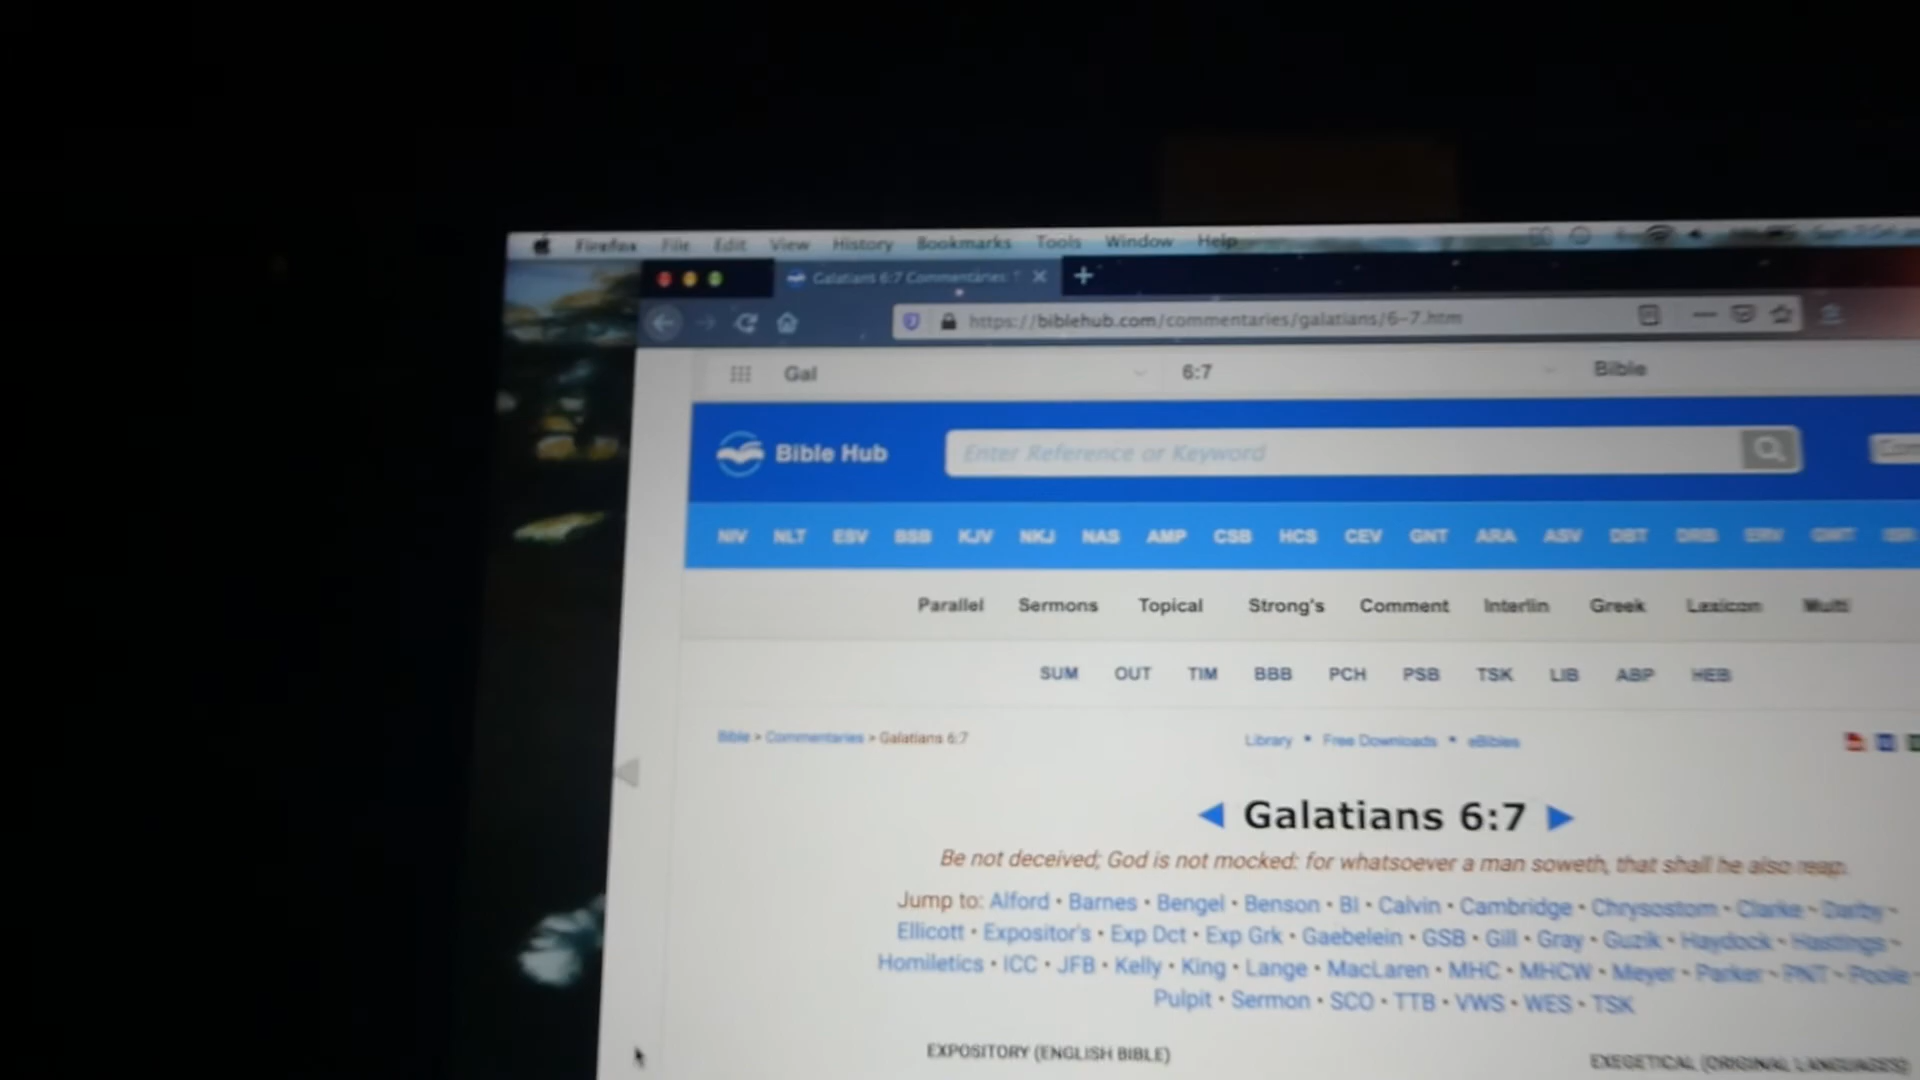 Firefox File Edit View History Bookmarks Tools Window Help
Galatians 6:7 Commentaries:
https://biblehub.com/commentaries/galatians/6-7.htm
Gal 6:7 Bible
Bible Hub Enter Reference or Keyword
NIV NLT ESV BSB KJV NKJ NAS AMP CSB HCS CEV GNT ARA ASV DBT DRB ERV
Parallel Sermons Topical Strong's Comment Interlin Greek Lexicon Multi
SUM OUT TIM BBB PCH PSB TSK LIB ABP HEB
Bible > Commentaries > Galatians 6:7 Library • Free Downloads • eBibles
◄ Galatians 6:7 ►
Be not deceived; God is not mocked: for whatsoever a man soweth, that shall he also reap.
Jump to: Alford • Barnes • Bengel • Benson • BI • Calvin • Cambridge • Chrysostom • Clarke • Darby •
Ellicott • Expositor's • Exp Dct • Exp Grk • Gaebelein • GSB • Gill • Gray • Guzik • Haydock • Hastings •
Homiletics • ICC • JFB • Kelly • King • Lange • MacLaren • MHC • MHCW • Meyer • Parker • PNT • Poole •
Pulpit • Sermon • SCO • TTB • VWS • WES • TSK
EXPOSITORY (ENGLISH BIBLE) EXEGETICAL (ORIGINAL LANGUAGES)